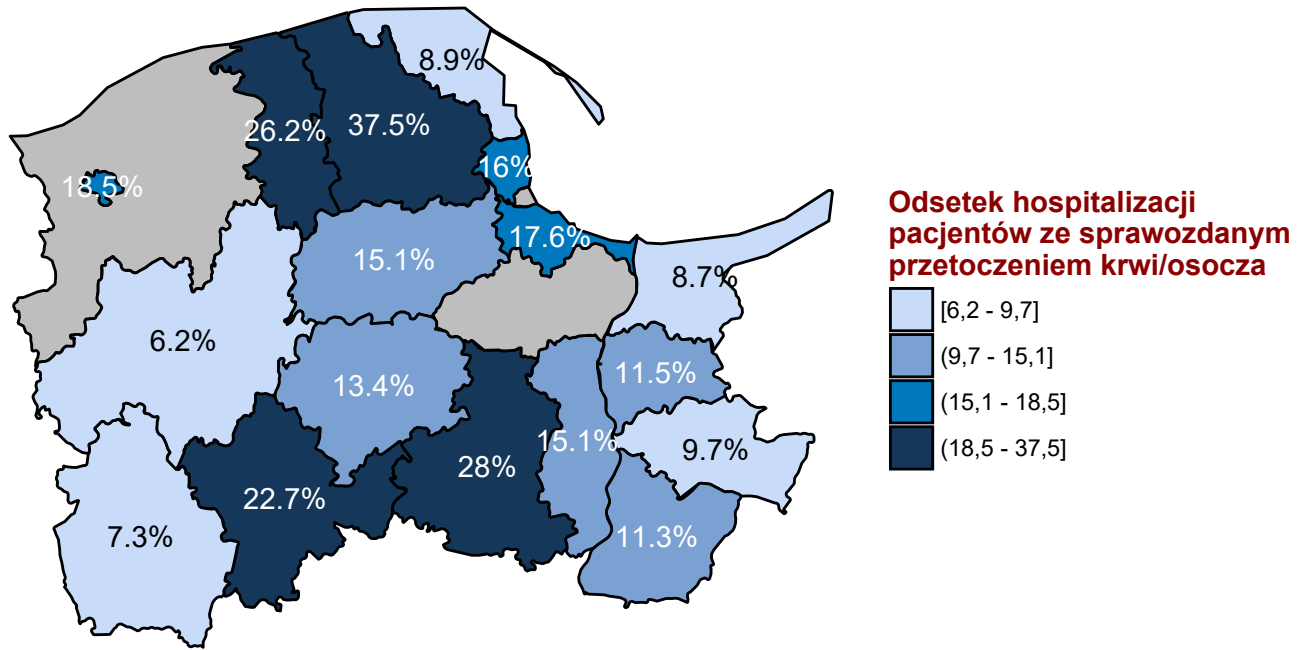 8.9%
26.2%
37.5%
16%
18.5%
17.6%
15.1%
8.7%
6.2%
13.4%
11.5%
15.1%
9.7%
28%
22.7%
7.3%
11.3%
Odsetek hospitalizacji
pacjentów ze sprawozdanym
przetoczeniem krwi/osocza
[6,2 - 9,7]
(9,7 - 15,1]
(15,1 - 18,5]
(18,5 - 37,5]